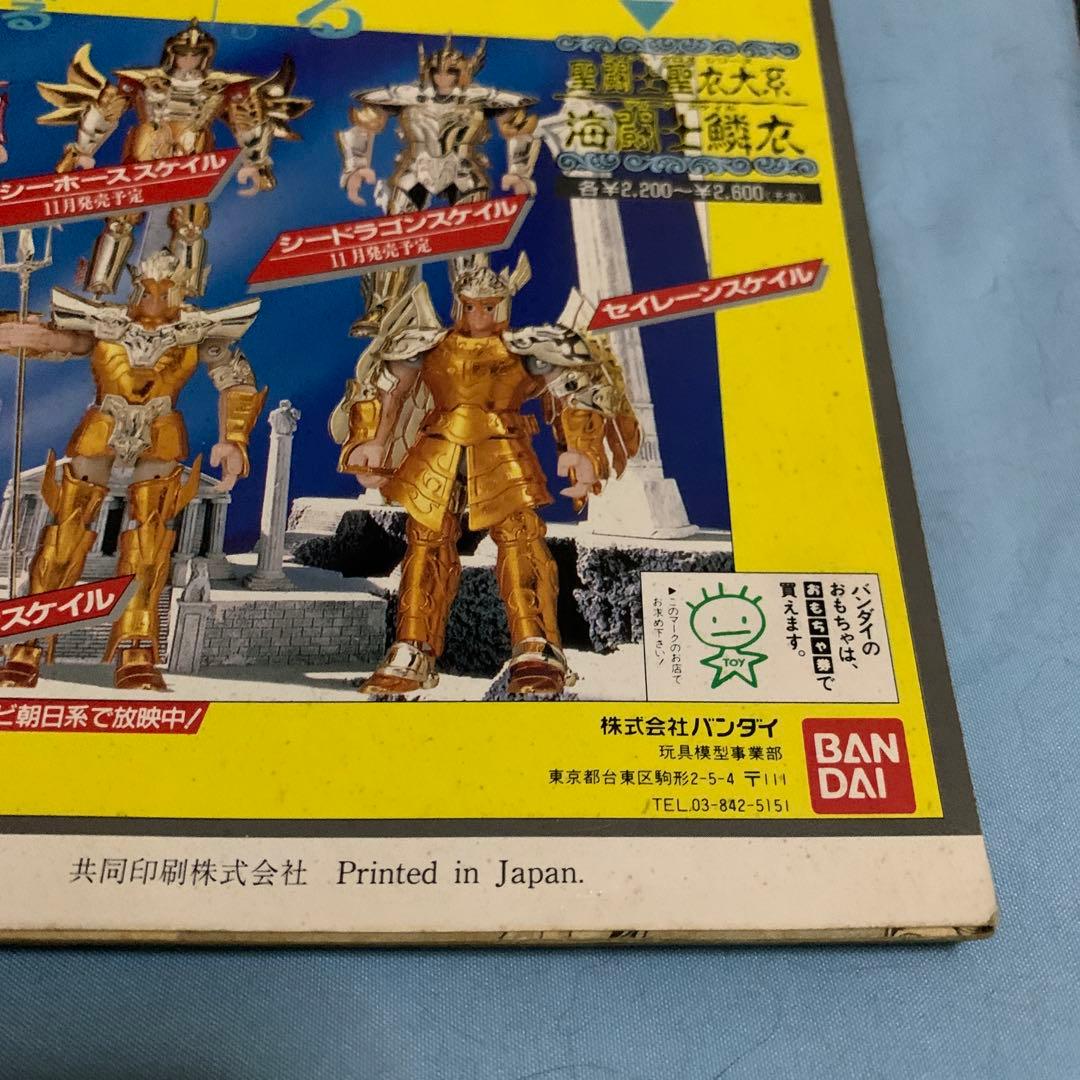 る
る
聖闘士聖衣大系
海闘士鱗衣
各¥2,200～¥2,600(予定)
シーホーススケイル
11月発売予定
シードラゴンスケイル
11月発売予定
セイレーンスケイル
スケイル
バンダイの
おもちゃは、
おもちゃ券で
買えます。
▶このマークのお店で
お求め下さい!
TOY
ビ朝日系で放映中!
株式会社バンダイ
玩具模型事業部
東京都台東区駒形2-5-4 〒111
TEL.03-842-5151
BAN
DAI
共同印刷株式会社 Printed in Japan.